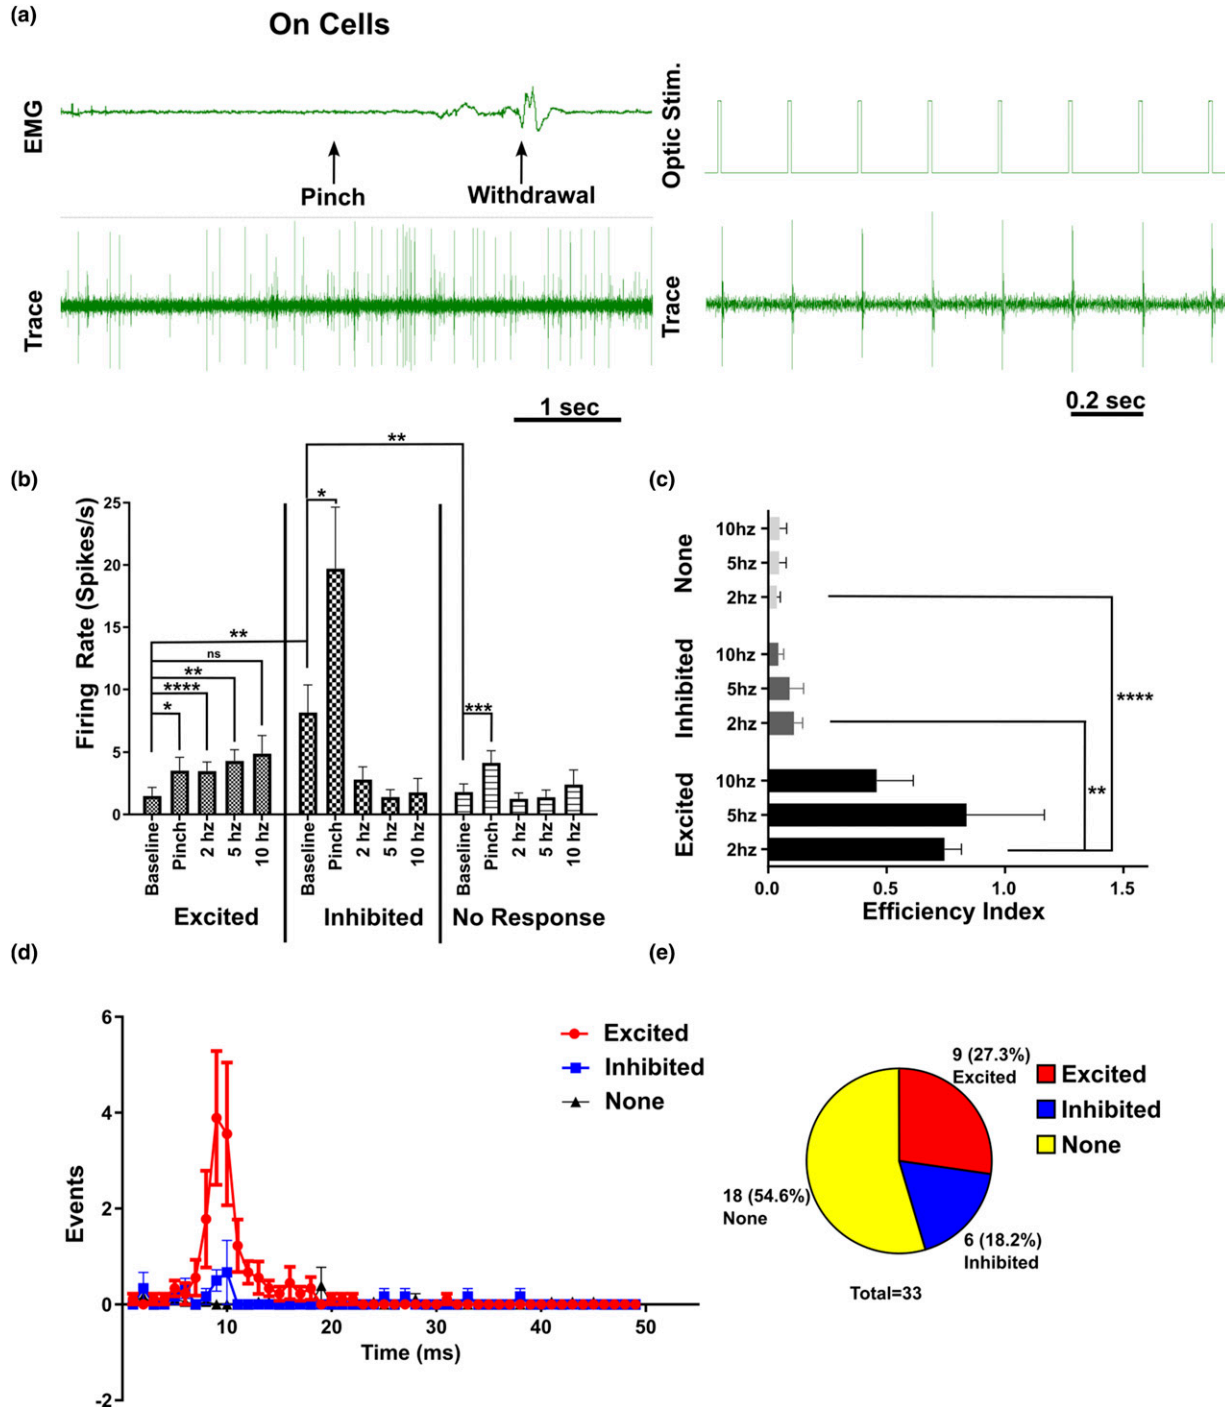 (a)
On Cells
EMG
Pinch
Withdrawal
Trace
1 sec
Optic Stim.
Trace
0.2 sec
(b)
Firing Rate (Spikes/s)
25
20
15
10
5
0
**
*
**
ns
**
****
*
***
Baseline
Pinch
2 hz
5 hz
10 hz
Baseline
Pinch
2 hz
5 hz
10 hz
Baseline
Pinch
2 hz
5 hz
10 hz
Excited
Inhibited
No Response
(c)
None
10hz
5hz
2hz
Inhibited
10hz
5hz
2hz
Excited
10hz
5hz
2hz
****
**
0.0
0.5
1.0
1.5
Efficiency Index
(d)
Events
6
4
2
0
-2
10
20
30
40
50
Time (ms)
Excited
Inhibited
None
(e)
9 (27.3%)
Excited
18 (54.6%)
None
6 (18.2%)
Inhibited
Total=33
Excited
Inhibited
None